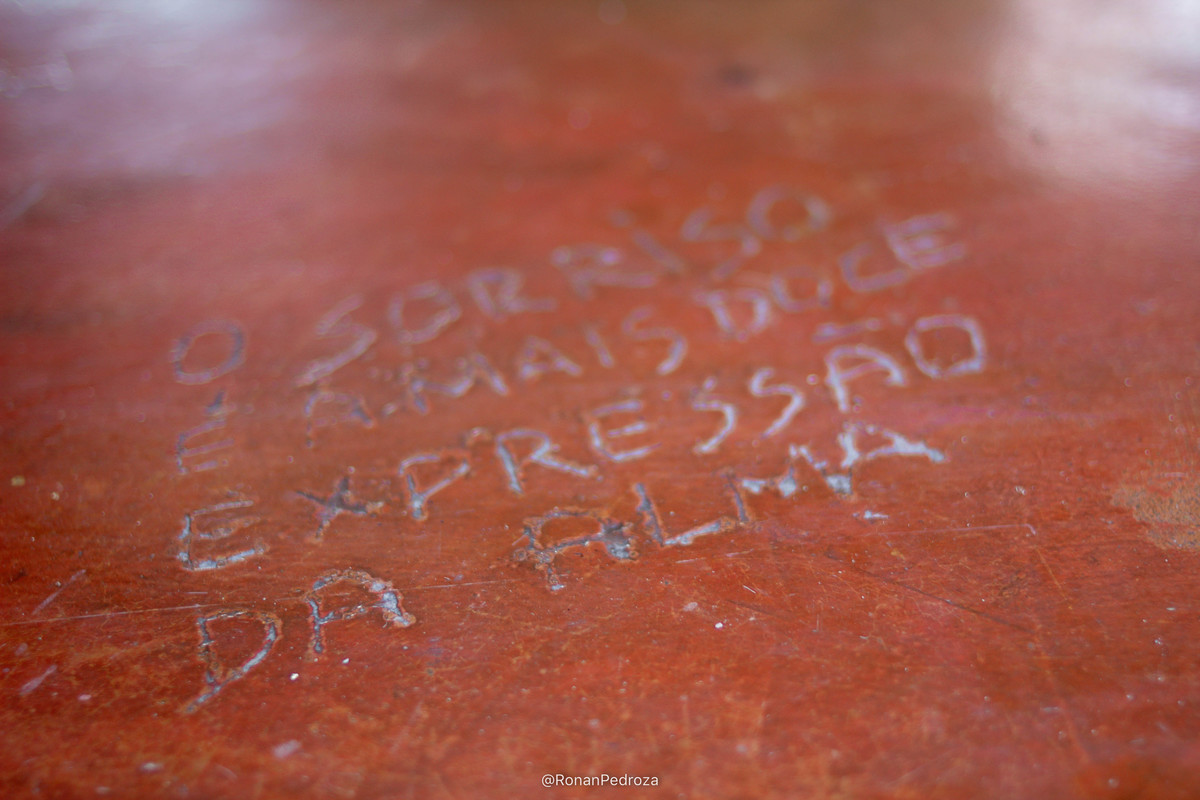 O SORRISO
É A MAIS DOCE
EXPRESSÃO
DA ALMA
@RonanPedroza